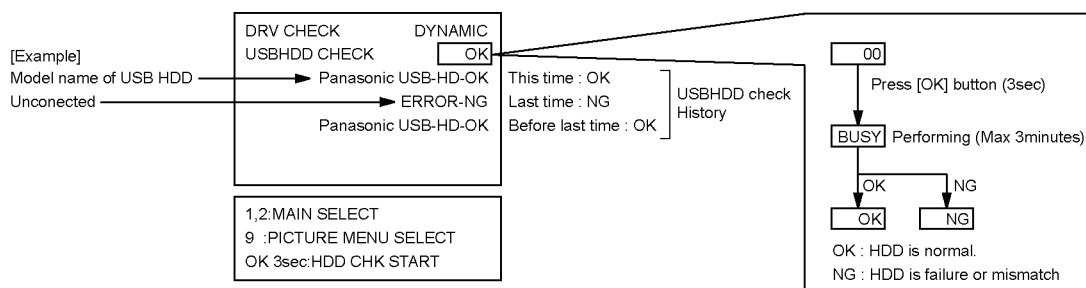 DRV CHECK DYNAMIC
USBHDD CHECK OK
[Example]
Model name of USB HDD Panasonic USB-HD-OK This time : OK
Unconected ERROR-NG Last time : NG
Panasonic USB-HD-OK Before last time : OK
USBHDD check
History
1,2:MAIN SELECT
9 :PICTURE MENU SELECT
OK 3sec:HDD CHK START
00
Press [OK] button (3sec)
BUSY Performing (Max 3minutes)
OK NG
OK NG
OK : HDD is normal.
NG : HDD is failure or mismatch